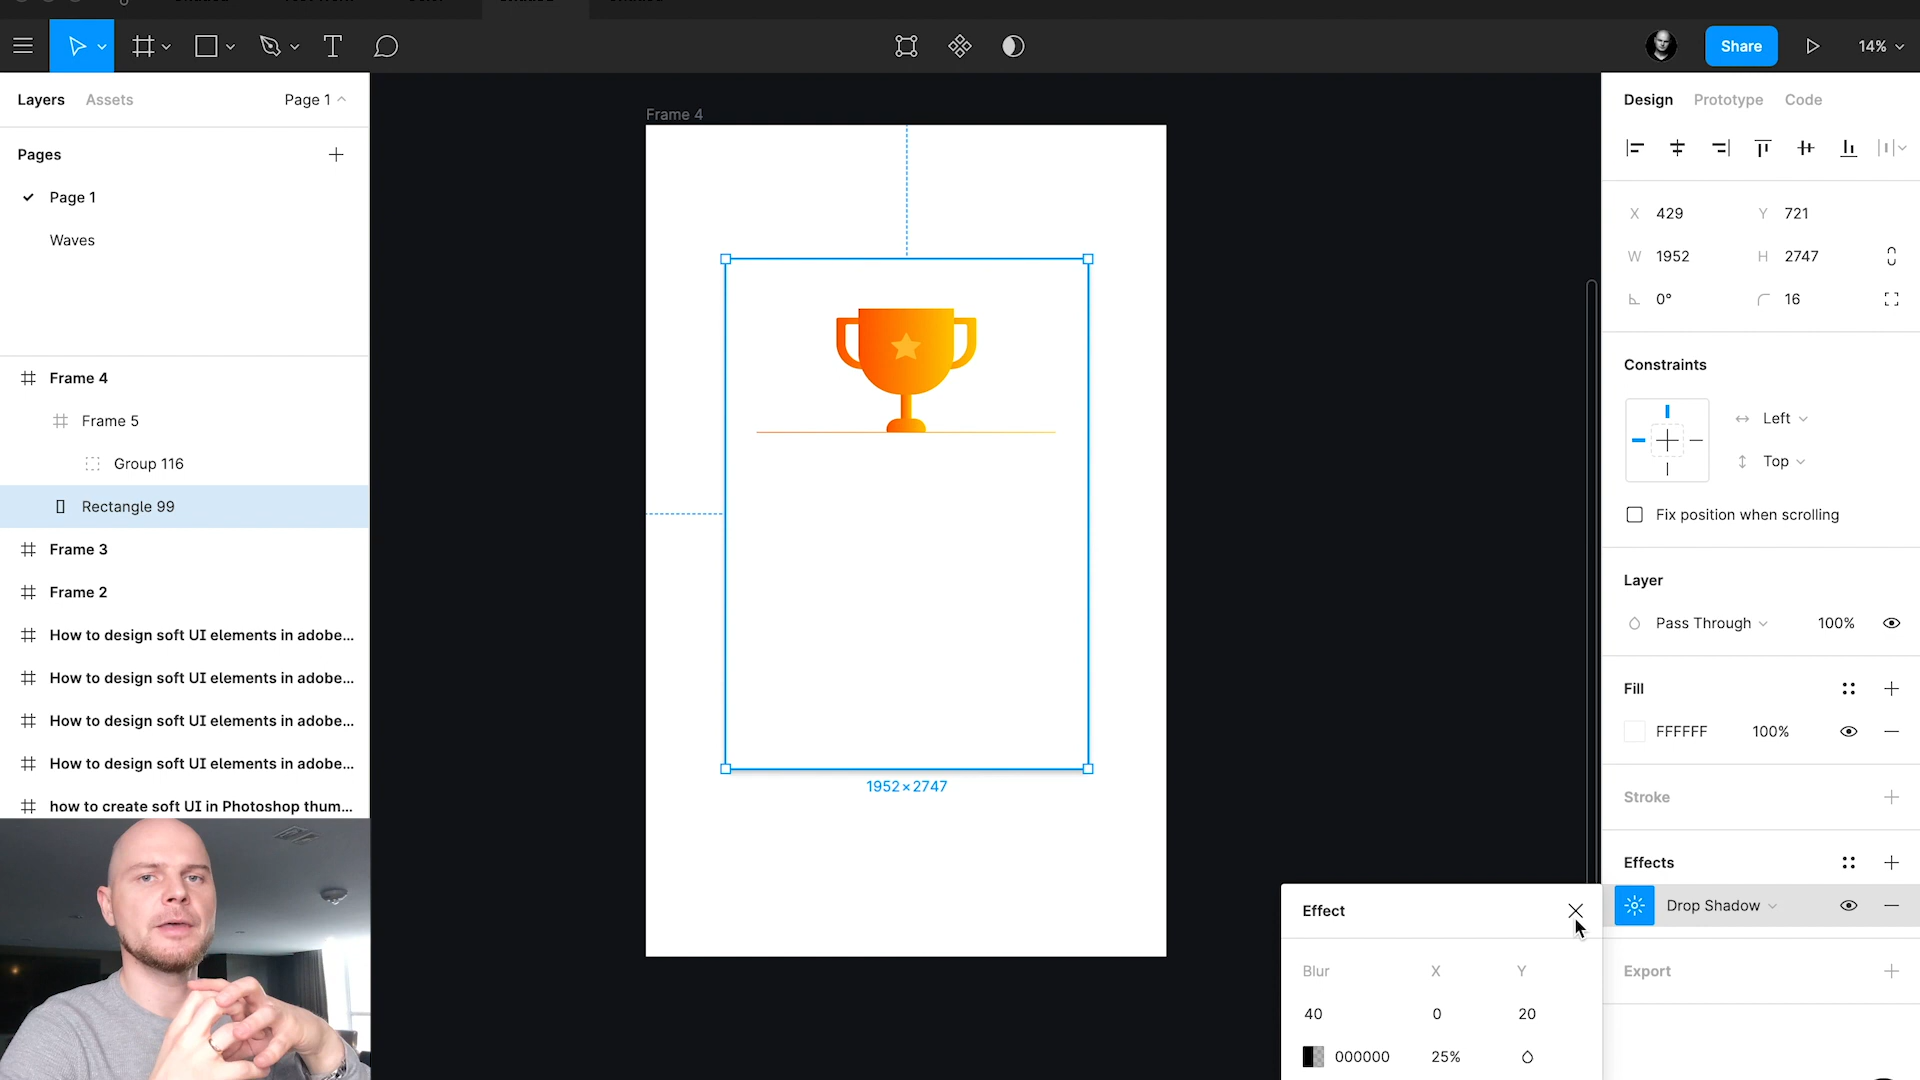 Share
14%
Layers
Assets
Page 1
Pages
Page 1
Waves
Frame 4
Frame 5
Group 116
Rectangle 99
Frame 3
Frame 2
How to design soft UI elements in adobe...
How to design soft UI elements in adobe...
How to design soft UI elements in adobe...
How to design soft UI elements in adobe...
how to create soft UI in Photoshop thum...
Frame 4
1952×2747
Design
Prototype
Code
X 429 Y 721
W 1952 H 2747
0° 16
Constraints
Left
Top
Fix position when scrolling
Layer
Pass Through 100%
Fill
FFFFFF 100%
Stroke
Effects
Drop Shadow
Export
Effect
Blur X Y
40 0 20
000000 25%